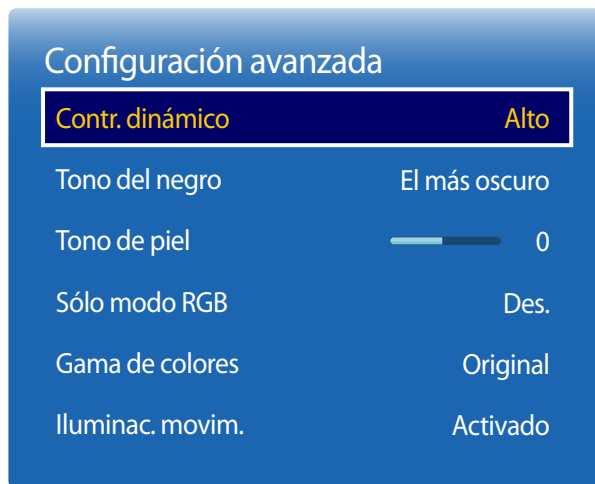 Configuración avanzada
Contr. dinámico Alto
Tono del negro El más oscuro
Tono de piel 0
Sólo modo RGB Des.
Gama de colores Original
Iluminac. movim. Activado